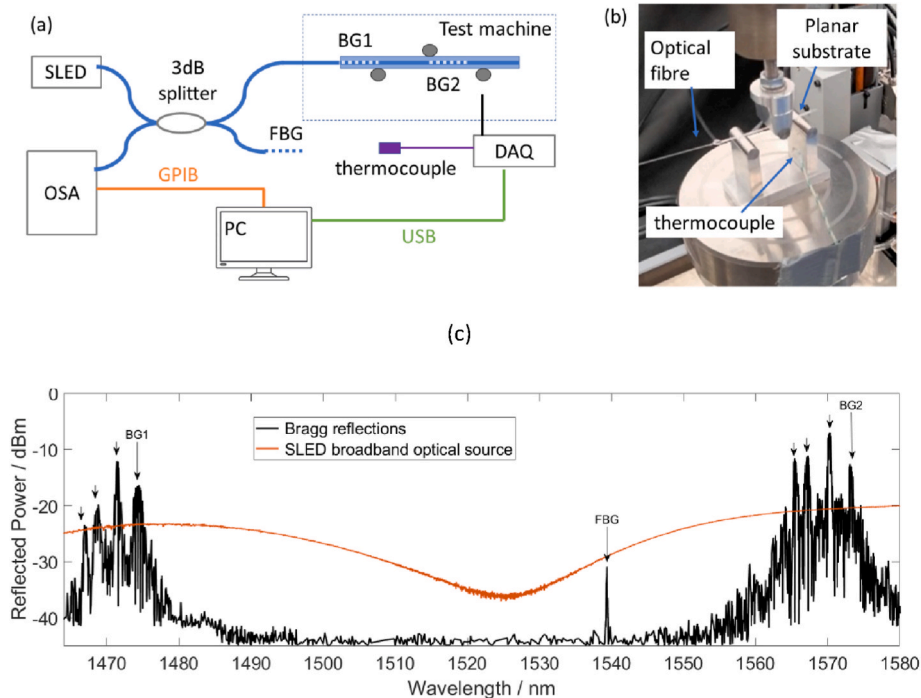 (a)
Test machine
SLED
3dB
splitter
BG1
BG2
FBG
thermocouple
DAQ
OSA
GPIB
PC
USB
(b)
Optical
fibre
Planar
substrate
thermocouple
(c)
Reflected Power / dBm
0
-10
-20
-30
-40
BG1
Bragg reflections
SLED broadband optical source
FBG
BG2
1470 1480 1490 1500 1510 1520 1530 1540 1550 1560 1570 1580
Wavelength / nm